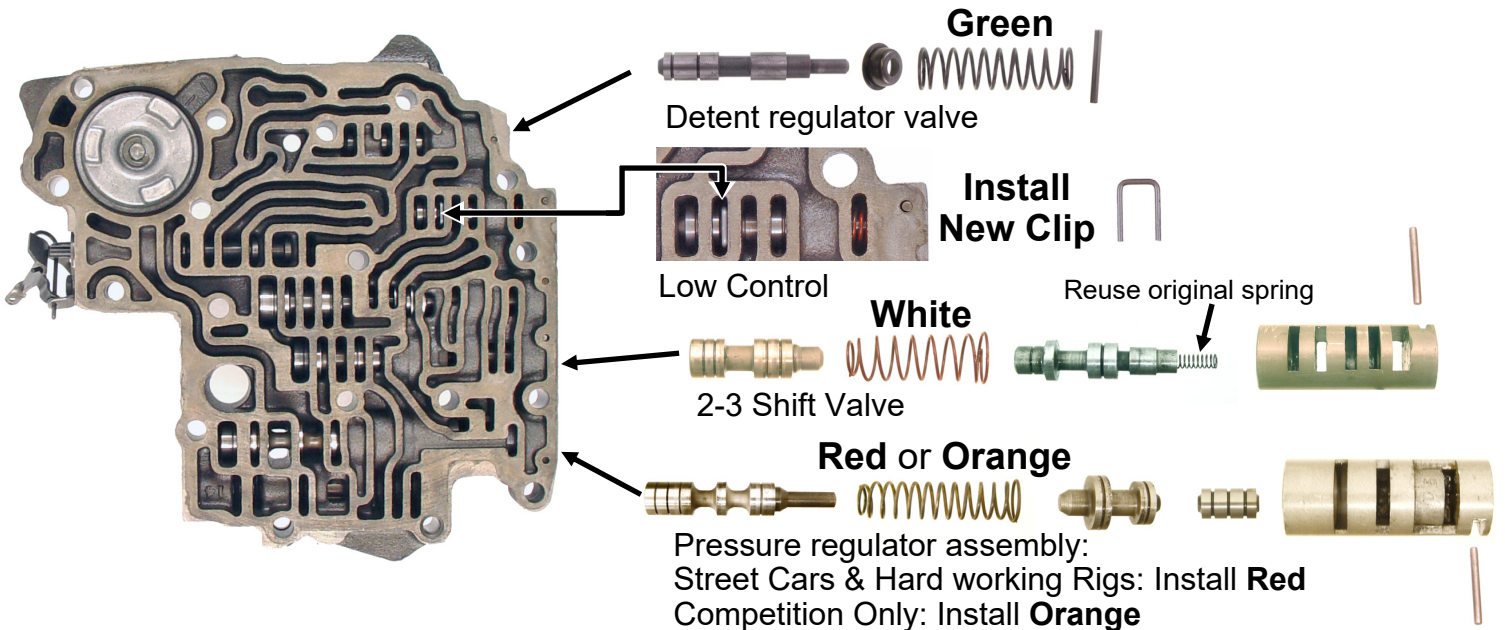 Green
Detent regulator valve
Install
New Clip
Low Control
Reuse original spring
White
2-3 Shift Valve
Red or Orange
Pressure regulator assembly:
Street Cars & Hard working Rigs: Install Red
Competition Only: Install Orange